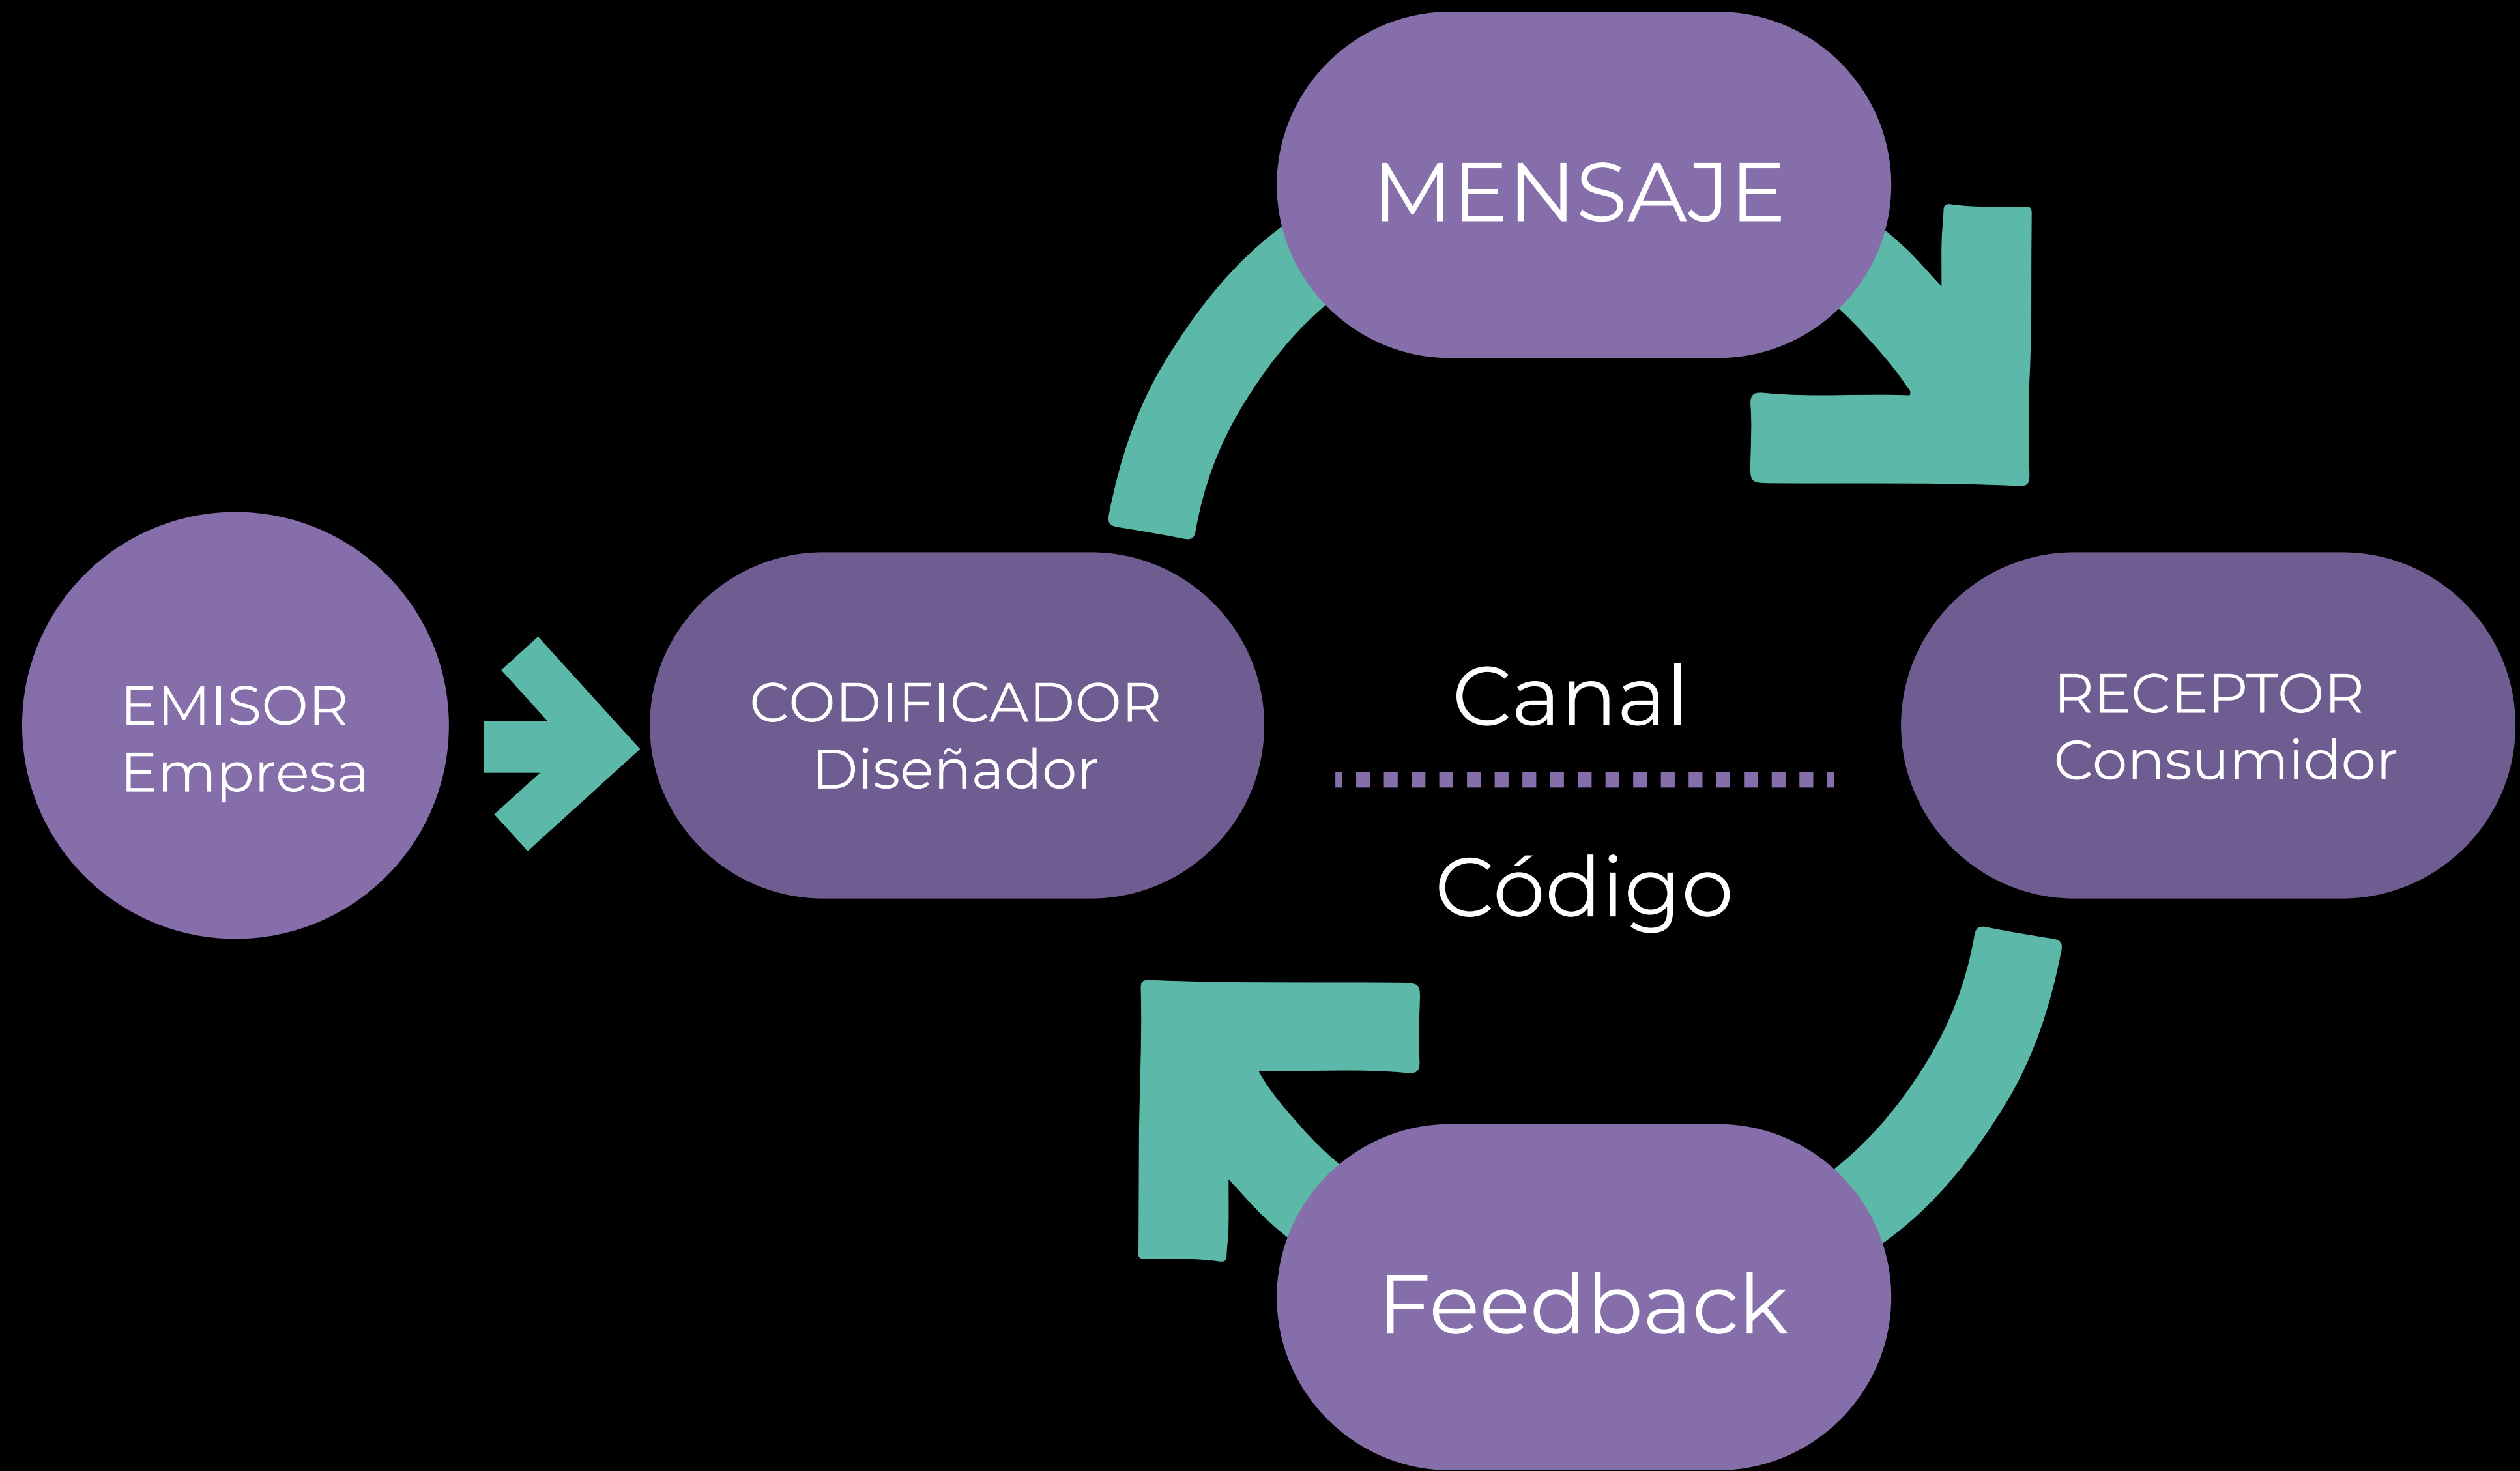 MENSAJE
EMISOR
Empresa
CODIFICADOR
Diseñador
Canal
Código
RECEPTOR
Consumidor
Feedback